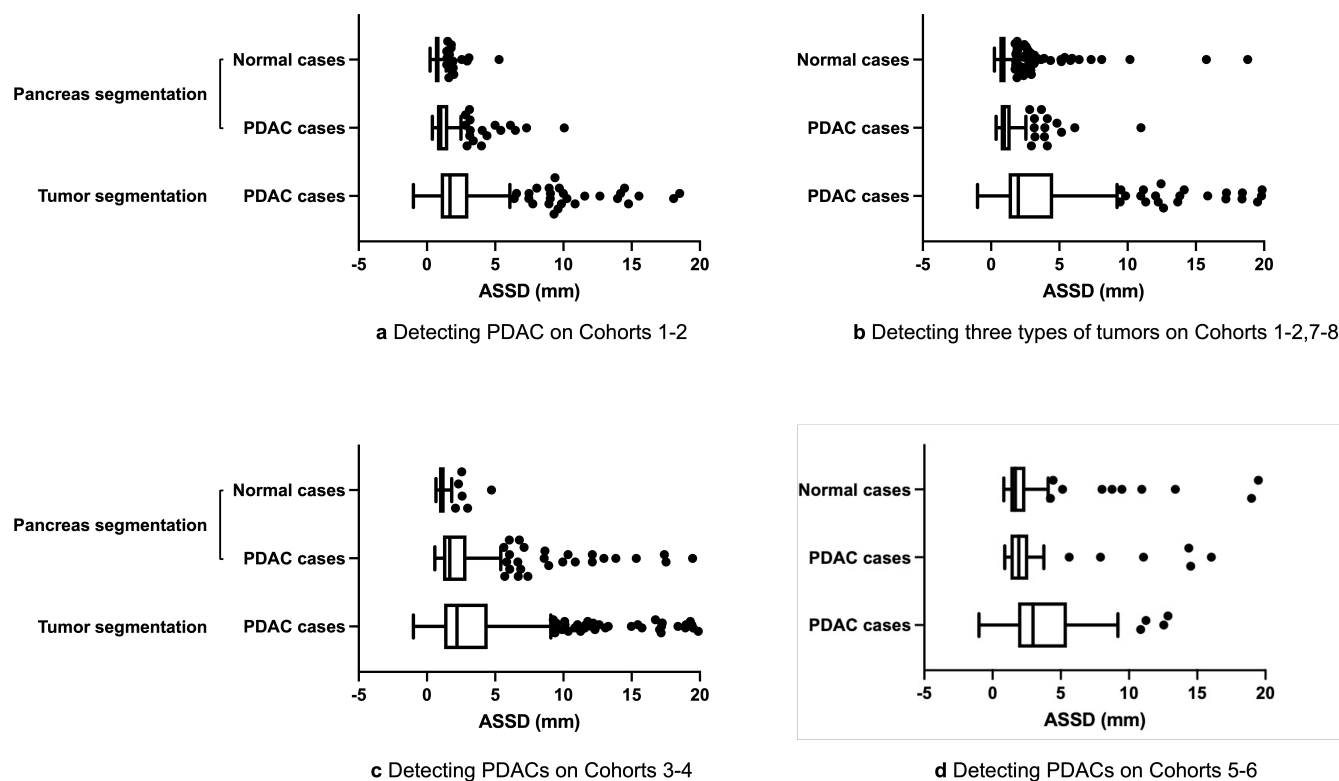 Normal cases
Pancreas segmentation
PDAC cases
Tumor segmentation PDAC cases
-5 0 5 10 15 20
ASSD (mm)
a Detecting PDAC on Cohorts 1-2
Normal cases
PDAC cases
PDAC cases
-5 0 5 10 15 20
ASSD (mm)
b Detecting three types of tumors on Cohorts 1-2,7-8
Normal cases
Pancreas segmentation
PDAC cases
Tumor segmentation PDAC cases
-5 0 5 10 15 20
ASSD (mm)
c Detecting PDACs on Cohorts 3-4
Normal cases
PDAC cases
PDAC cases
-5 0 5 10 15 20
ASSD (mm)
d Detecting PDACs on Cohorts 5-6